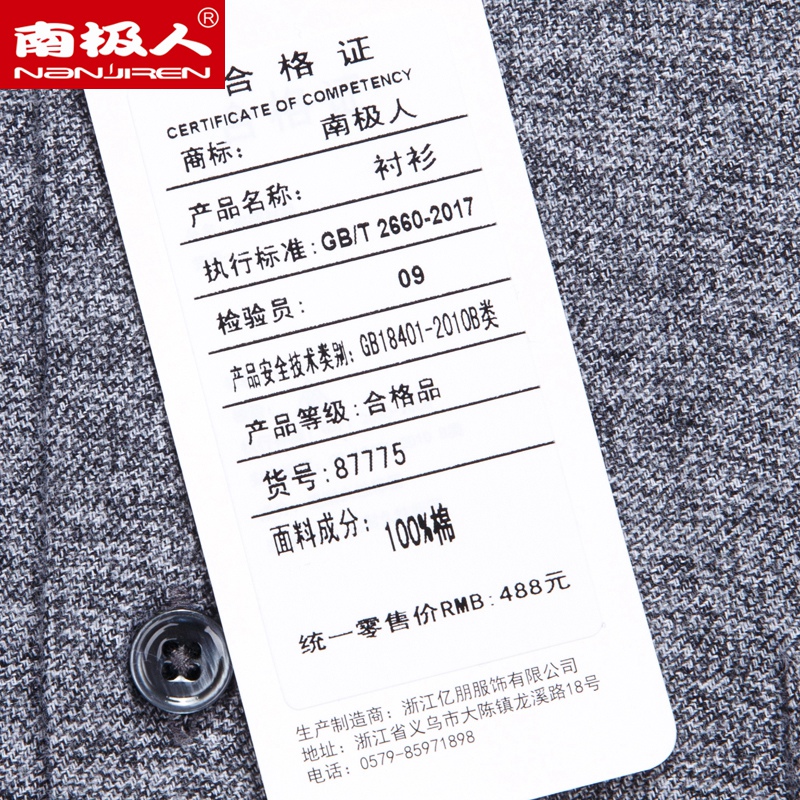 南极人®
NANJIREN
合格证
CERTIFICATE OF COMPETENCY
商标: 南极人
产品名称: 衬衫
执行标准:GB/T 2660-2017
检验员: 09
产品安全技术类别:GB18401-2010B类
产品等级:合格品
货号:87775
面料成分: 100%棉
统一零售价RMB:488元
生产制造商:浙江亿朋服饰有限公司
地址:浙江省义乌市大陈镇龙溪路18号
电话:0579-85971898